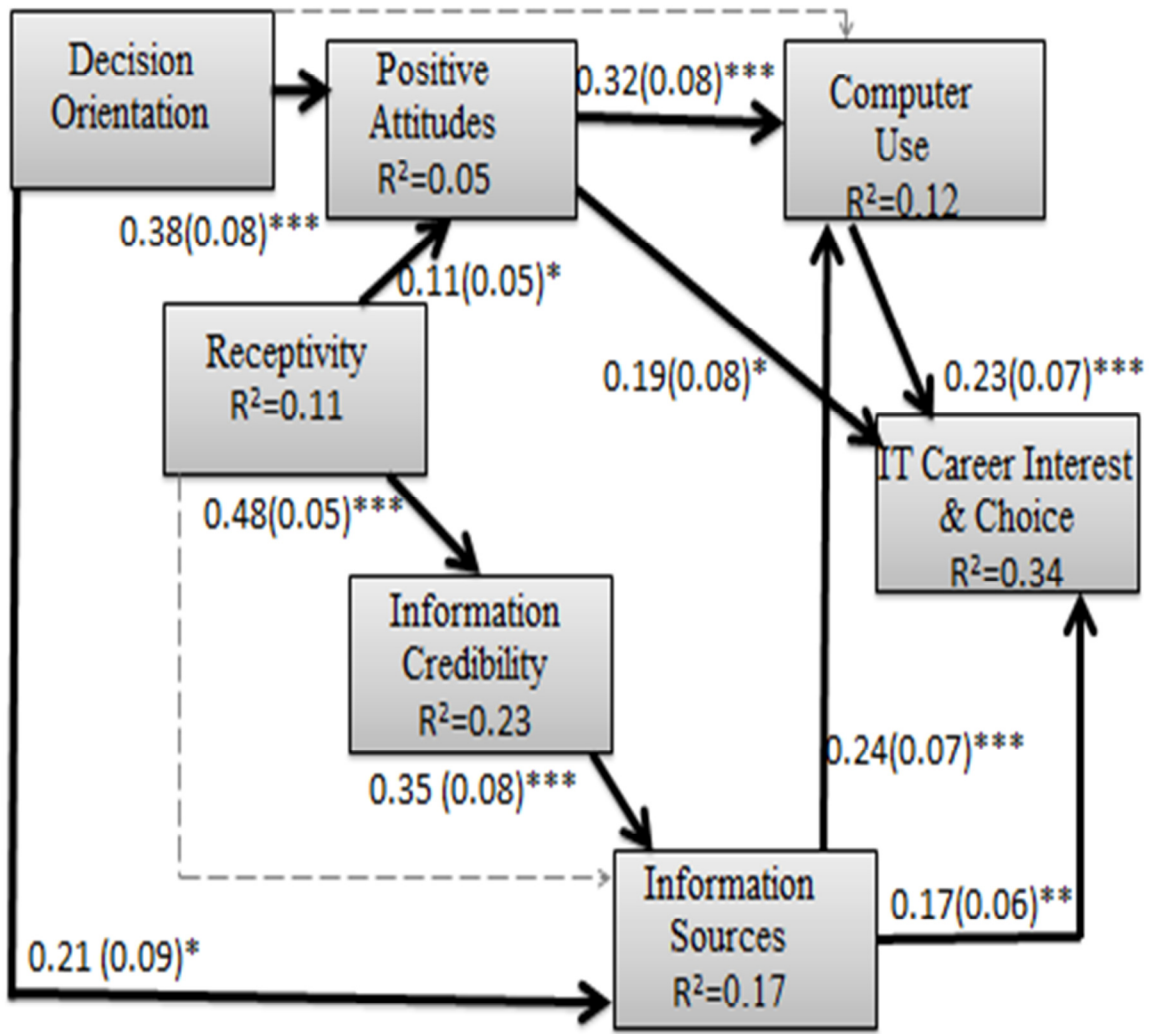 Decision
Orientation
Positive
Attitudes
R²=0.05
0.32(0.08)***
Computer
Use
R²=0.12
0.38(0.08)***
0.11(0.05)*
Receptivity
R²=0.11
0.19(0.08)*
0.23(0.07)***
IT Career Interest
& Choice
R²=0.34
0.48(0.05)***
Information
Credibility
R²=0.23
0.35 (0.08)***
0.24(0.07)***
Information
Sources
R²=0.17
0.17(0.06)**
0.21 (0.09)*